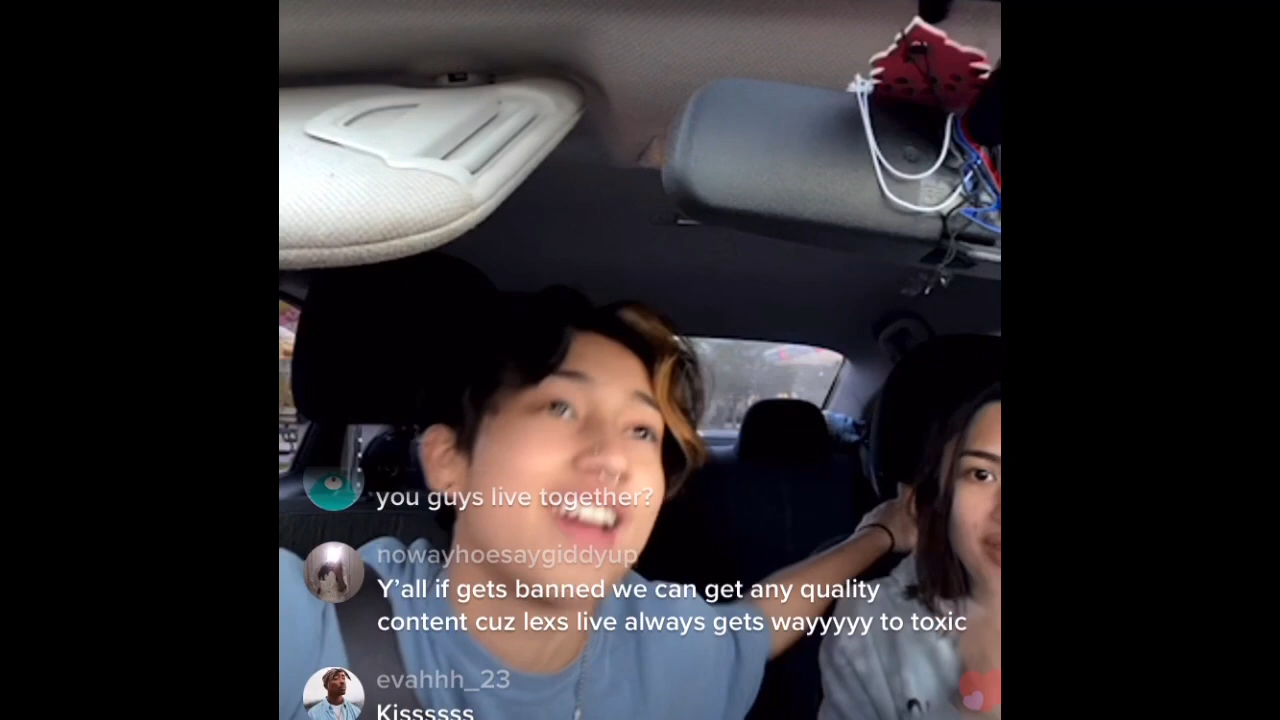 you guys live together?
nowayhoesaygiddyup
Y'all if gets banned we can get any quality
content cuz lexs live always gets wayyyyy to toxic
evahhh_23
Kissssss